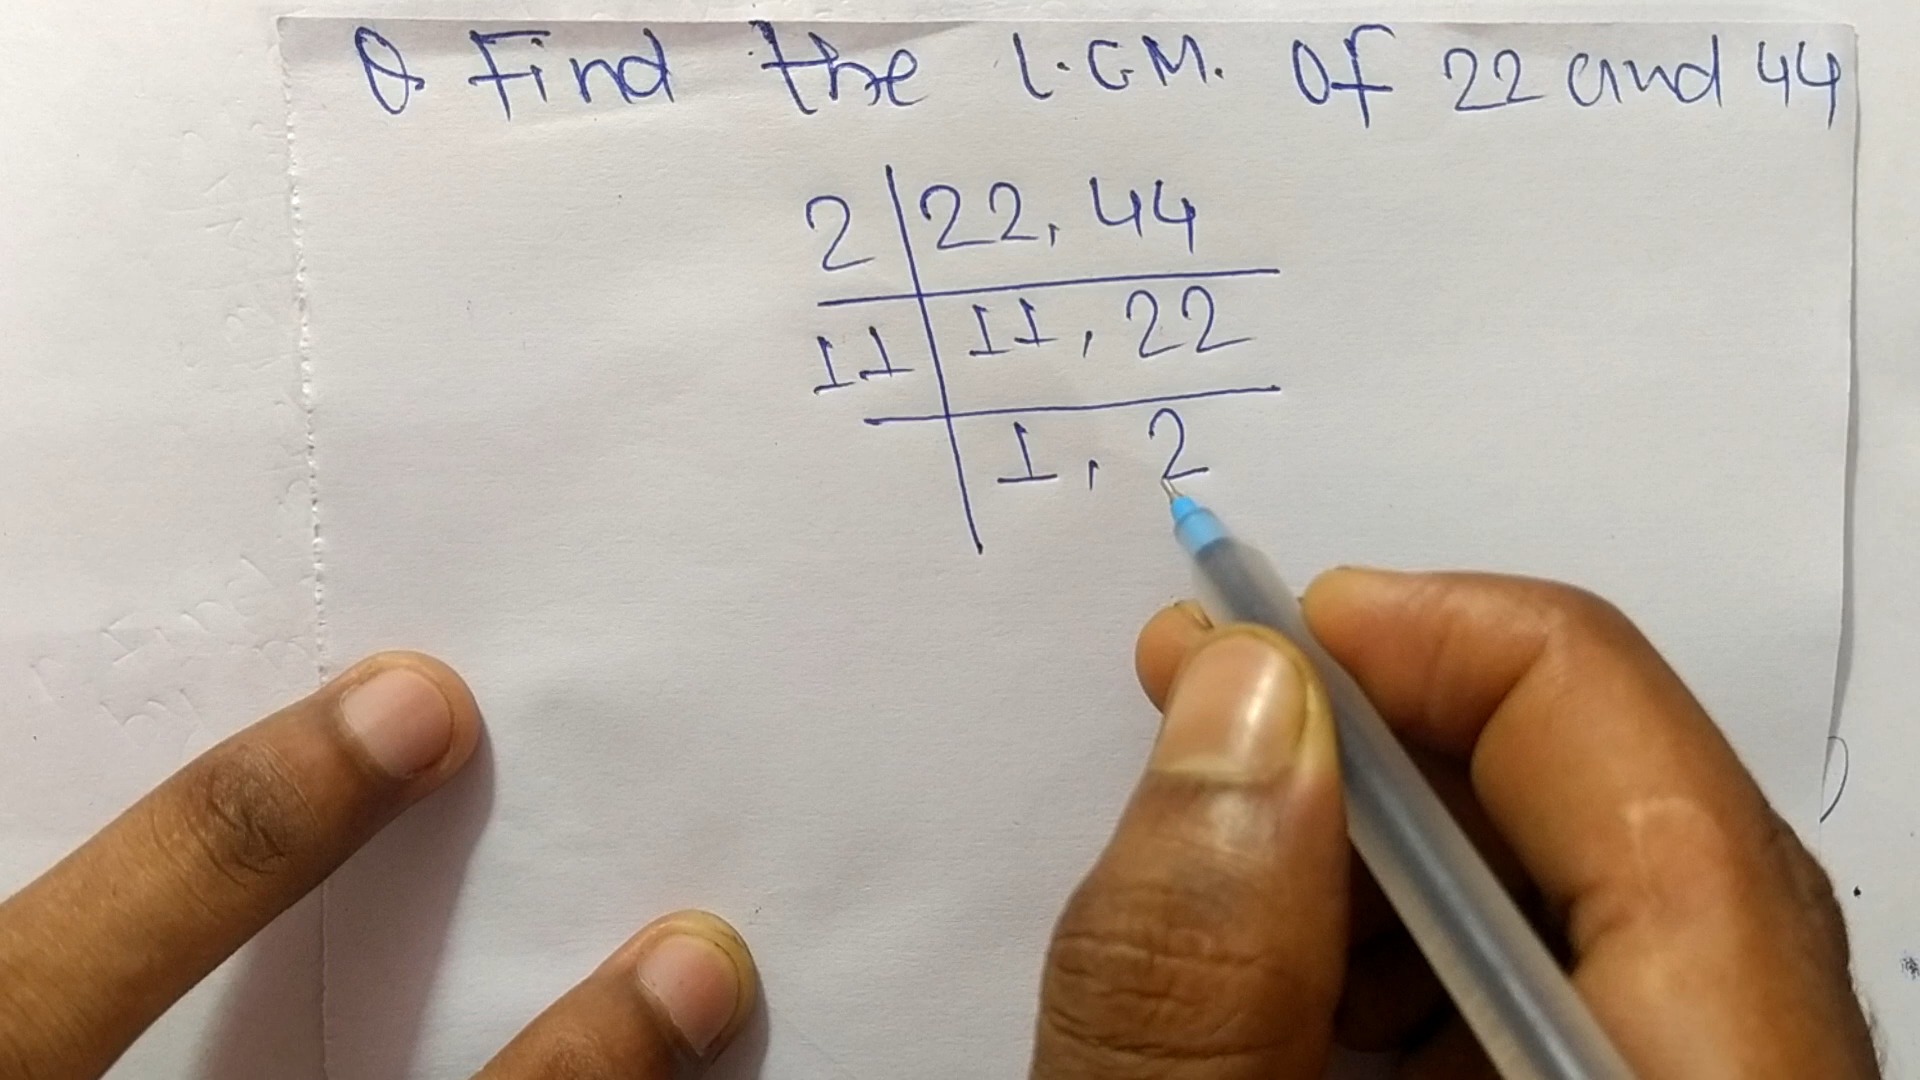 Q Find the L.C.M. of 22 and 44
2 | 22, 44
11 | 11, 22
1, 2